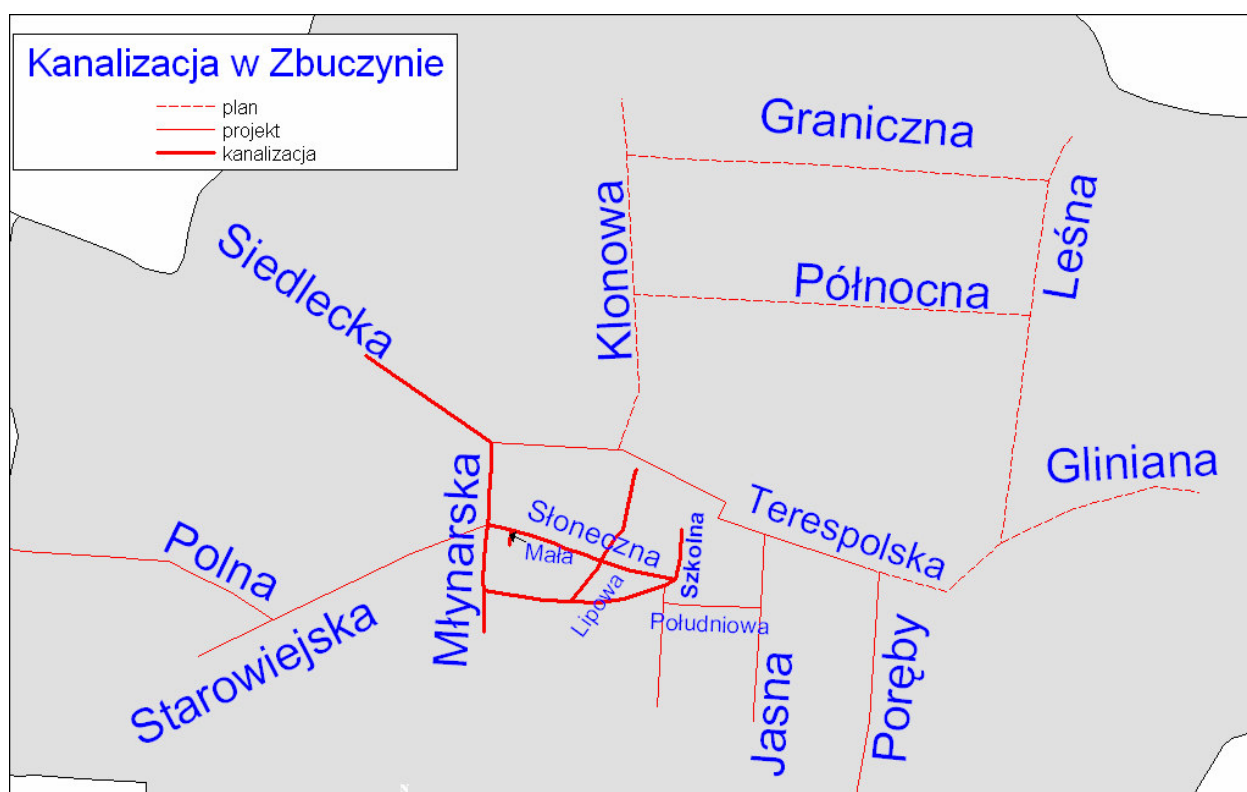 Kanalizacja w Zbuczynie
plan
projekt
kanalizacja
Graniczna
Klonowa
Leśna
Siedlecka
Północna
Gliniana
Młynarska
Słoneczna
Terespolska
Szkolna
Polna
Mała
Lipowa
Południowa
Starowiejska
Jasna
Poręby